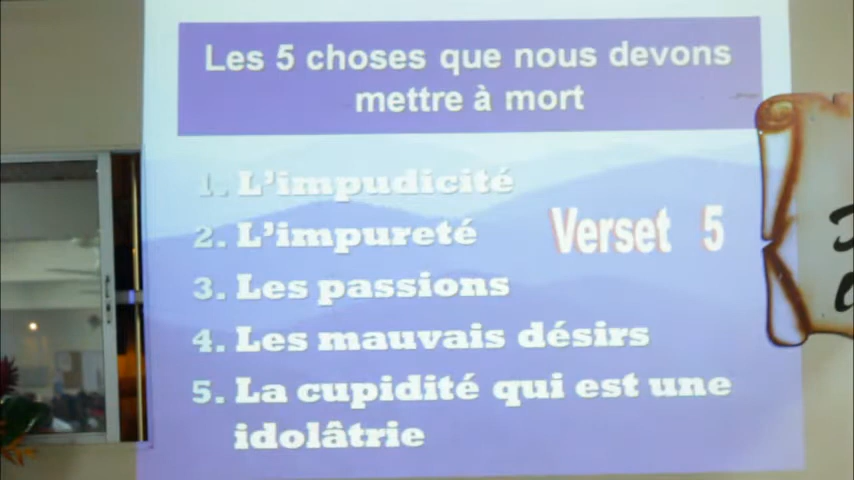 Les 5 choses que nous devons
mettre à mort
1. L'impudicité
2. L'impureté
Verset 5
3. Les passions
4. Les mauvais désirs
5. La cupidité qui est une
idolâtrie